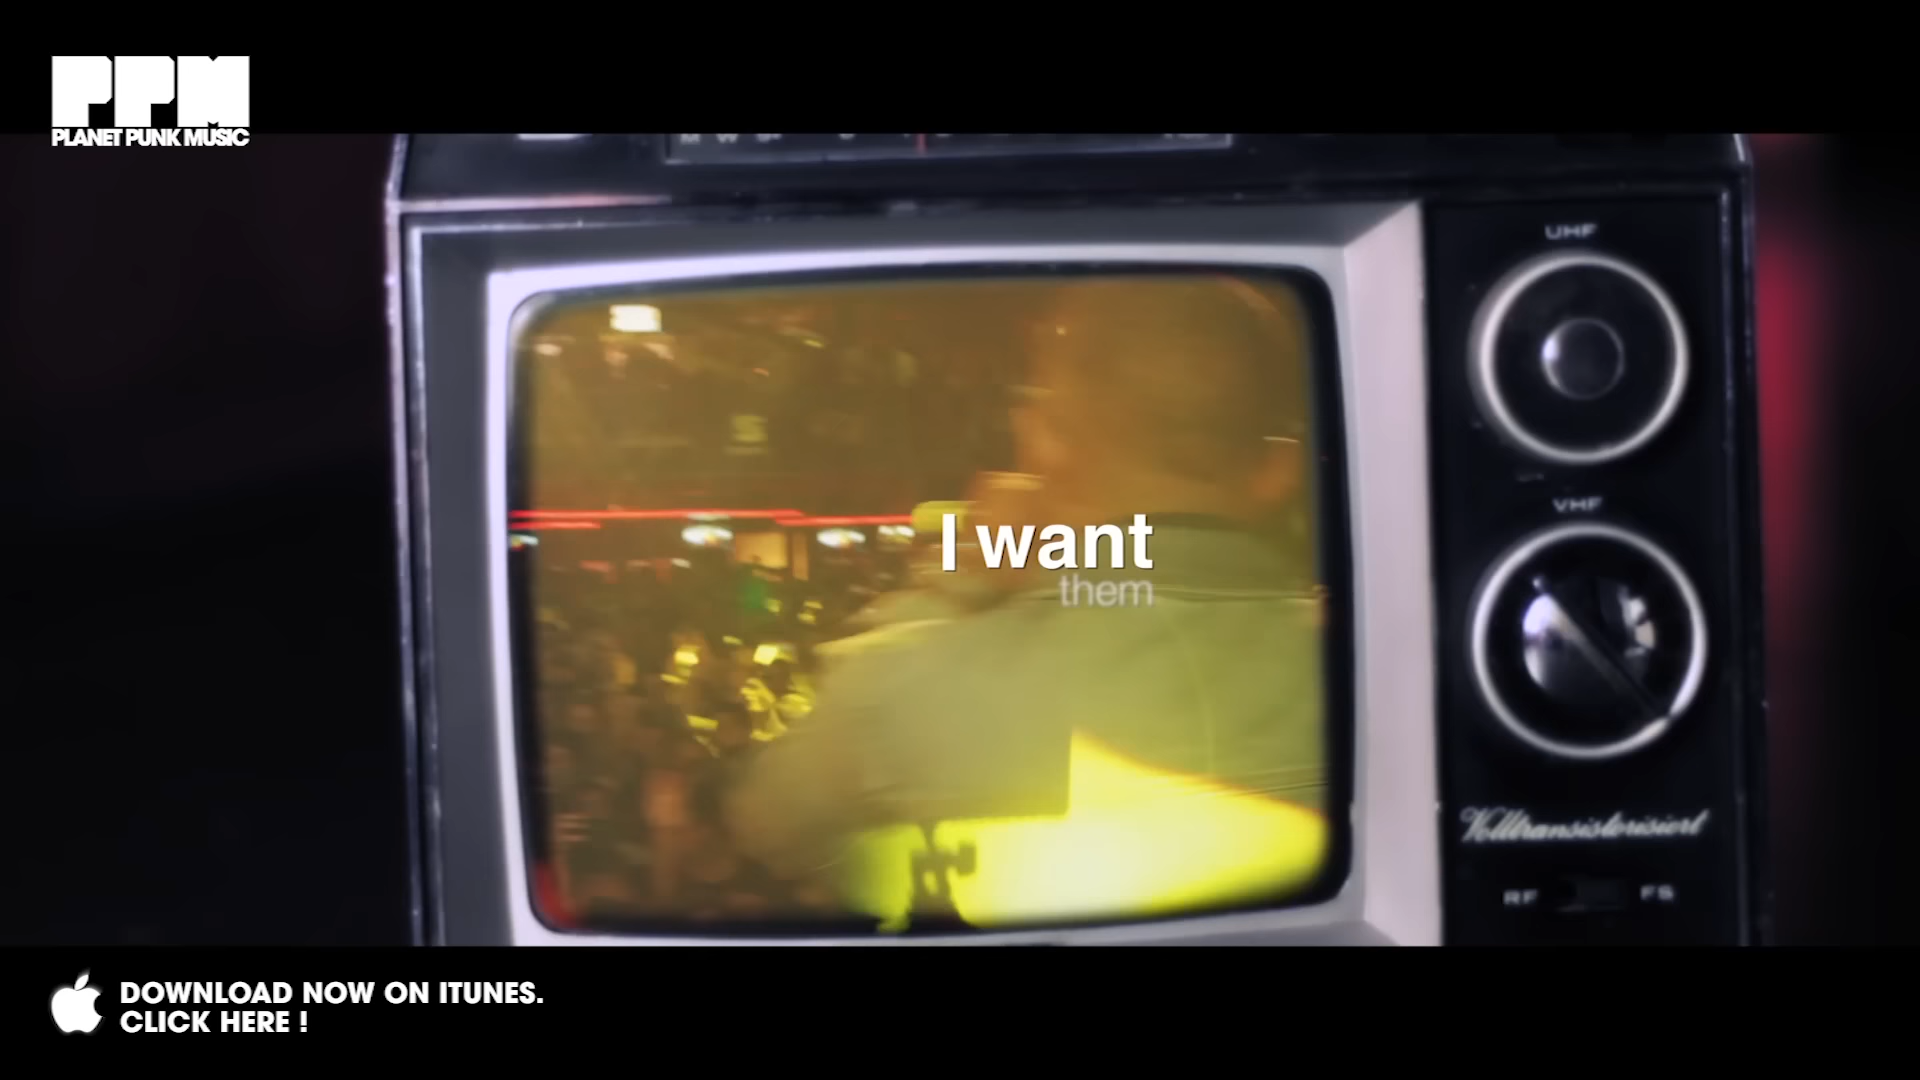 PPM
PLANET PUNK MUSIC
UHF
I want
them
VHF
Volltransistorisiert
RF FS
DOWNLOAD NOW ON ITUNES.
CLICK HERE !